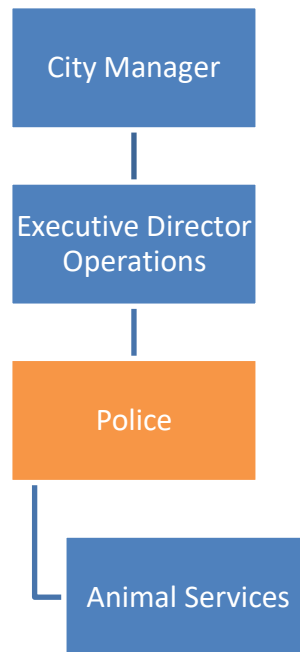 City Manager
Executive Director
Operations
Police
Animal Services